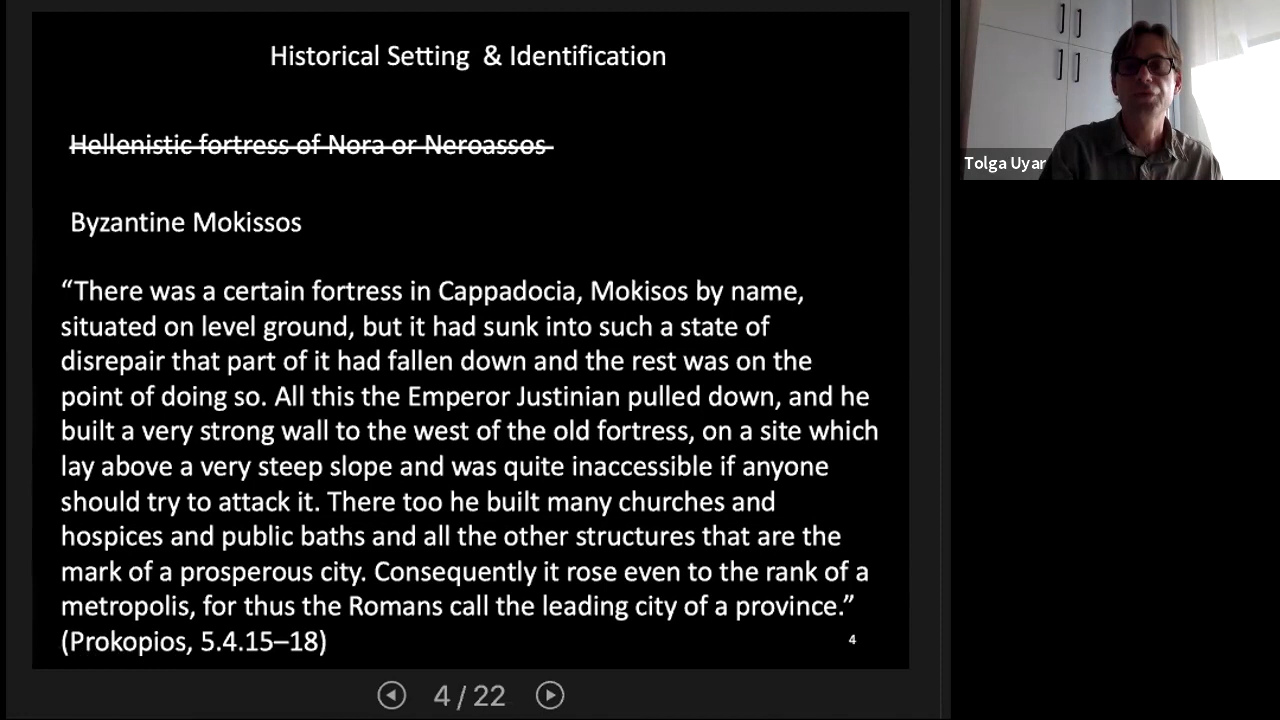 Historical Setting & Identification
Hellenistic fortress of Nora or Neroassos
Byzantine Mokissos
“There was a certain fortress in Cappadocia, Mokisos by name,
situated on level ground, but it had sunk into such a state of
disrepair that part of it had fallen down and the rest was on the
point of doing so. All this the Emperor Justinian pulled down, and he
built a very strong wall to the west of the old fortress, on a site which
lay above a very steep slope and was quite inaccessible if anyone
should try to attack it. There too he built many churches and
hospices and public baths and all the other structures that are the
mark of a prosperous city. Consequently it rose even to the rank of a
metropolis, for thus the Romans call the leading city of a province.”
(Prokopios, 5.4.15–18)
4
4 / 22
Tolga Uyar